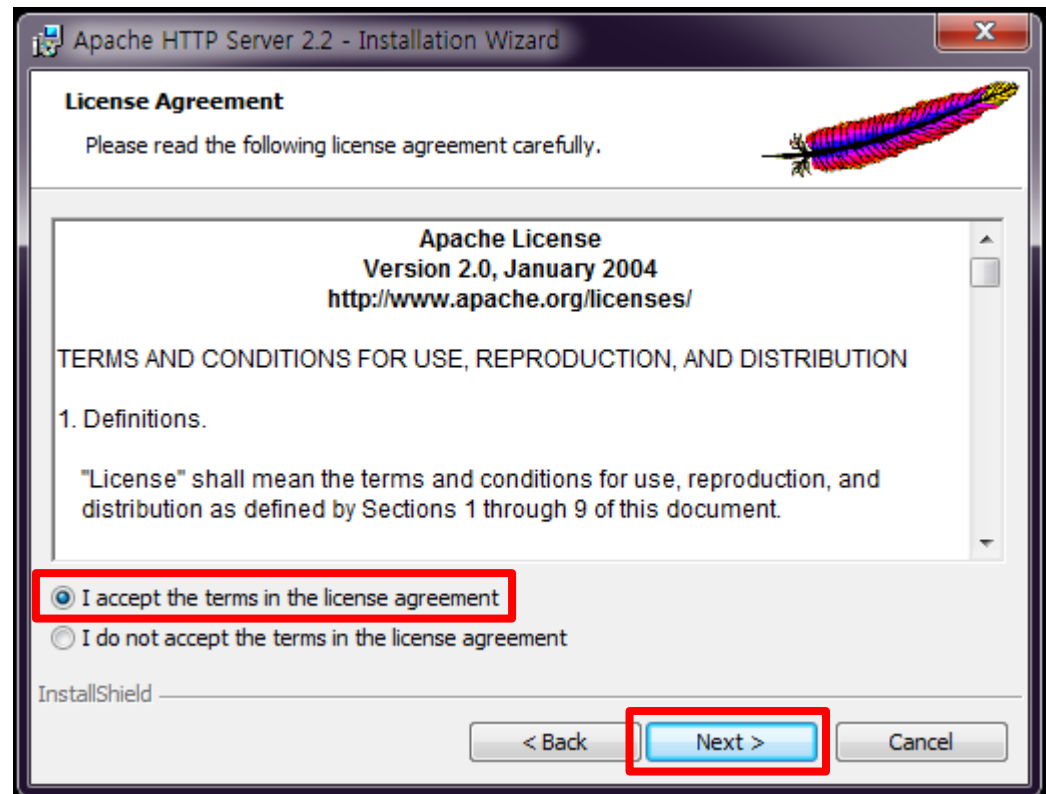 Apache HTTP Server 2.2 - Installation Wizard
License Agreement
Please read the following license agreement carefully.
Apache License
Version 2.0, January 2004
http://www.apache.org/licenses/
TERMS AND CONDITIONS FOR USE, REPRODUCTION, AND DISTRIBUTION
1. Definitions.
"License" shall mean the terms and conditions for use, reproduction, and
distribution as defined by Sections 1 through 9 of this document.
I accept the terms in the license agreement
I do not accept the terms in the license agreement
InstallShield
< Back Next > Cancel